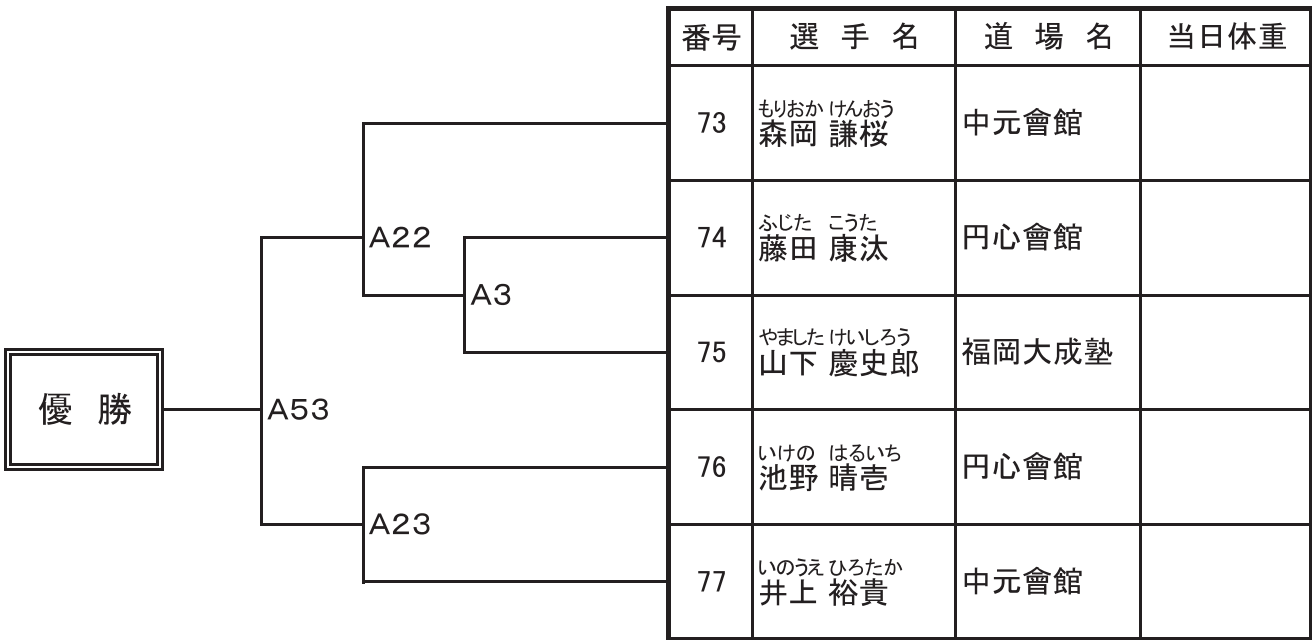 番号 選手名 道場名 当日体重
もりおか けんおう
73 森岡 謙桜 中元會館
A22
ふじた こうた
74 藤田 康汰 円心會館
A3
やました けいしろう
75 山下 慶史郎 福岡大成塾
優勝
A53
いけの はるいち
76 池野 晴壱 円心會館
A23
いのうえ ひろたか
77 井上 裕貴 中元會館